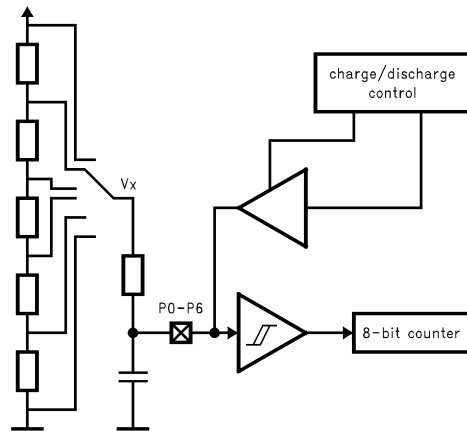 charge/discharge
control
Vx
P0-P6
8-bit counter